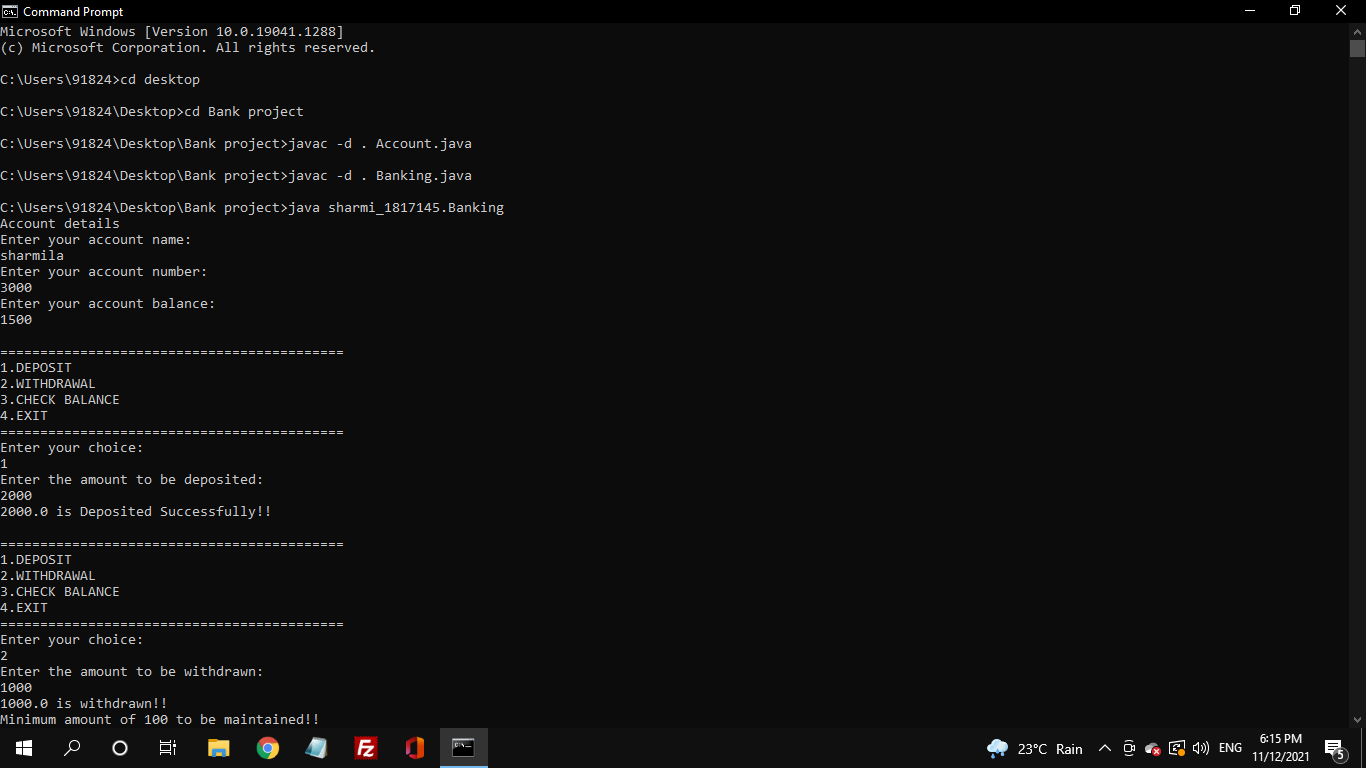 Command Prompt
Microsoft Windows [Version 10.0.19041.1288]
(c) Microsoft Corporation. All rights reserved.
C:\Users\91824>cd desktop
C:\Users\91824\Desktop>cd Bank project
C:\Users\91824\Desktop\Bank project>javac -d . Account.java
C:\Users\91824\Desktop\Bank project>javac -d . Banking.java
C:\Users\91824\Desktop\Bank project>java sharmi_1817145.Banking
Account details
Enter your account name:
sharmila
Enter your account number:
3000
Enter your account balance:
1500
===========================================
1.DEPOSIT
2.WITHDRAWAL
3.CHECK BALANCE
4.EXIT
===========================================
Enter your choice:
1
Enter the amount to be deposited:
2000
2000.0 is Deposited Successfully!!
===========================================
1.DEPOSIT
2.WITHDRAWAL
3.CHECK BALANCE
4.EXIT
===========================================
Enter your choice:
2
Enter the amount to be withdrawn:
1000
1000.0 is withdrawn!!
Minimum amount of 100 to be maintained!!
23°C Rain
ENG
6:15 PM
11/12/2021
5